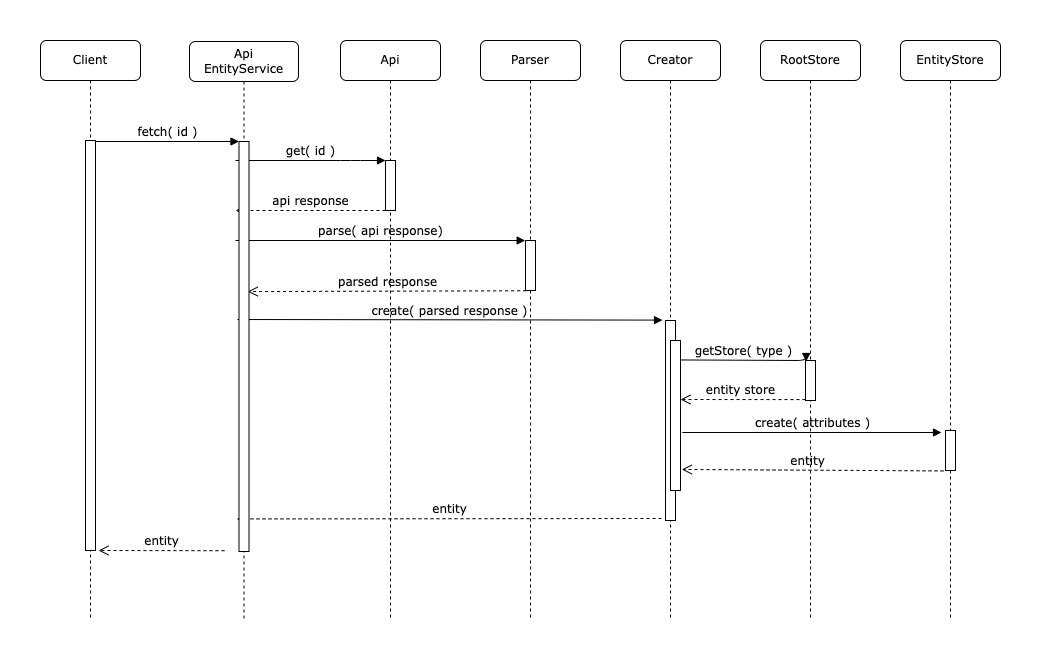 Client
Api
EntityService
Api
Parser
Creator
RootStore
EntityStore
fetch( id )
get( id )
api response
parse( api response)
parsed response
create( parsed response )
getStore( type )
entity store
create( attributes )
entity
entity
entity